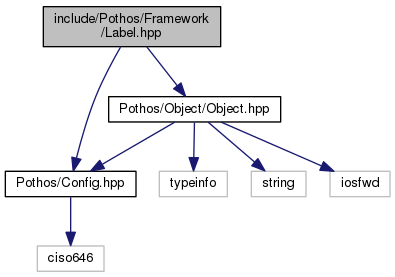 include/Pothos/Framework
/Label.hpp
Pothos/Object/Object.hpp
Pothos/Config.hpp
typeinfo
string
iosfwd
ciso646